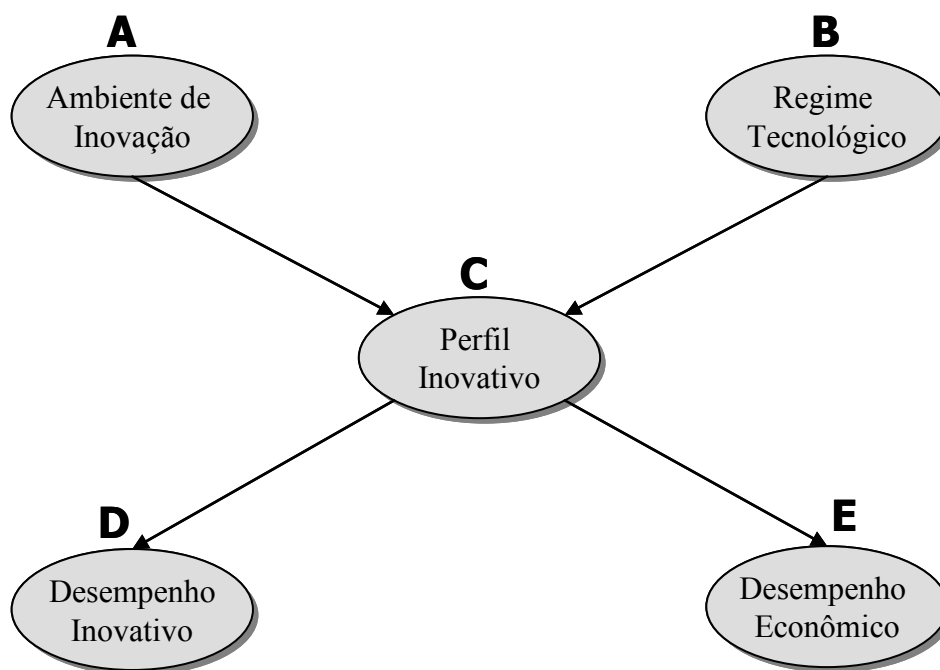 A
Ambiente de
Inovação
B
Regime
Tecnológico
C
Perfil
Inovativo
D
Desempenho
Inovativo
E
Desempenho
Econômico